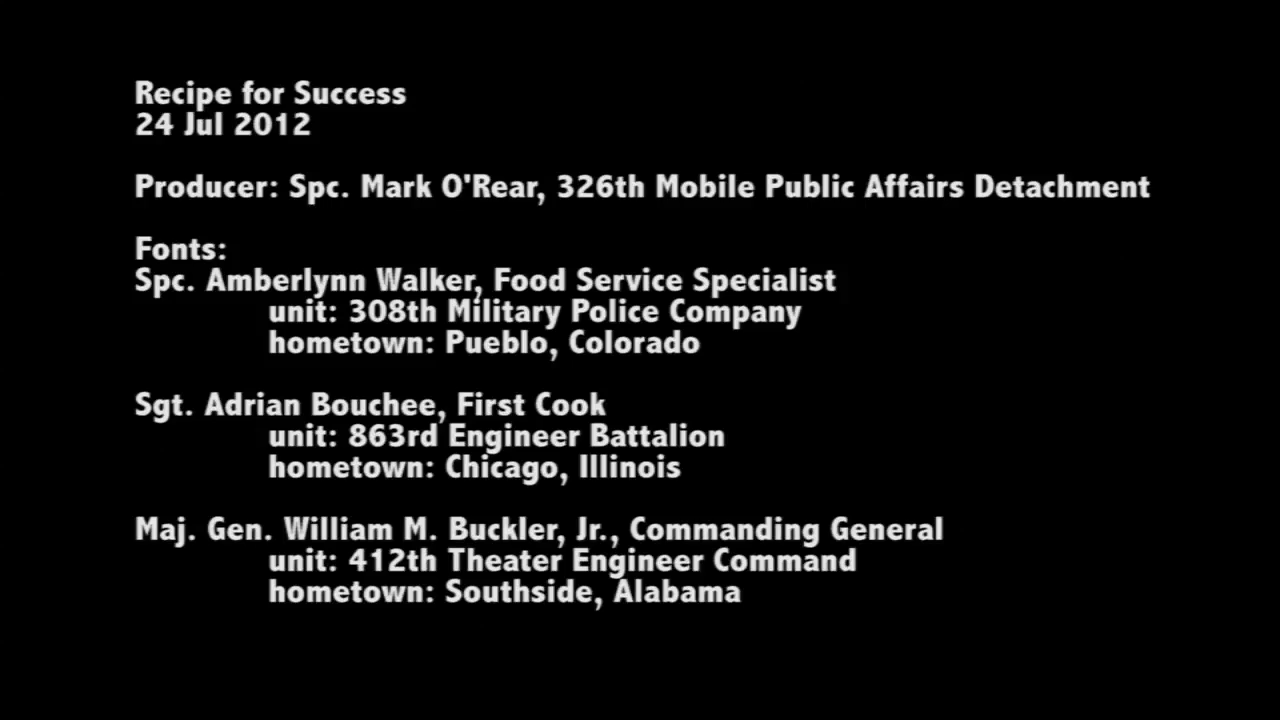 Recipe for Success
24 Jul 2012
Producer: Spc. Mark O'Rear, 326th Mobile Public Affairs Detachment
Fonts:
Spc. Amberlynn Walker, Food Service Specialist
unit: 308th Military Police Company
hometown: Pueblo, Colorado
Sgt. Adrian Bouchee, First Cook
unit: 863rd Engineer Battalion
hometown: Chicago, Illinois
Maj. Gen. William M. Buckler, Jr., Commanding General
unit: 412th Theater Engineer Command
hometown: Southside, Alabama